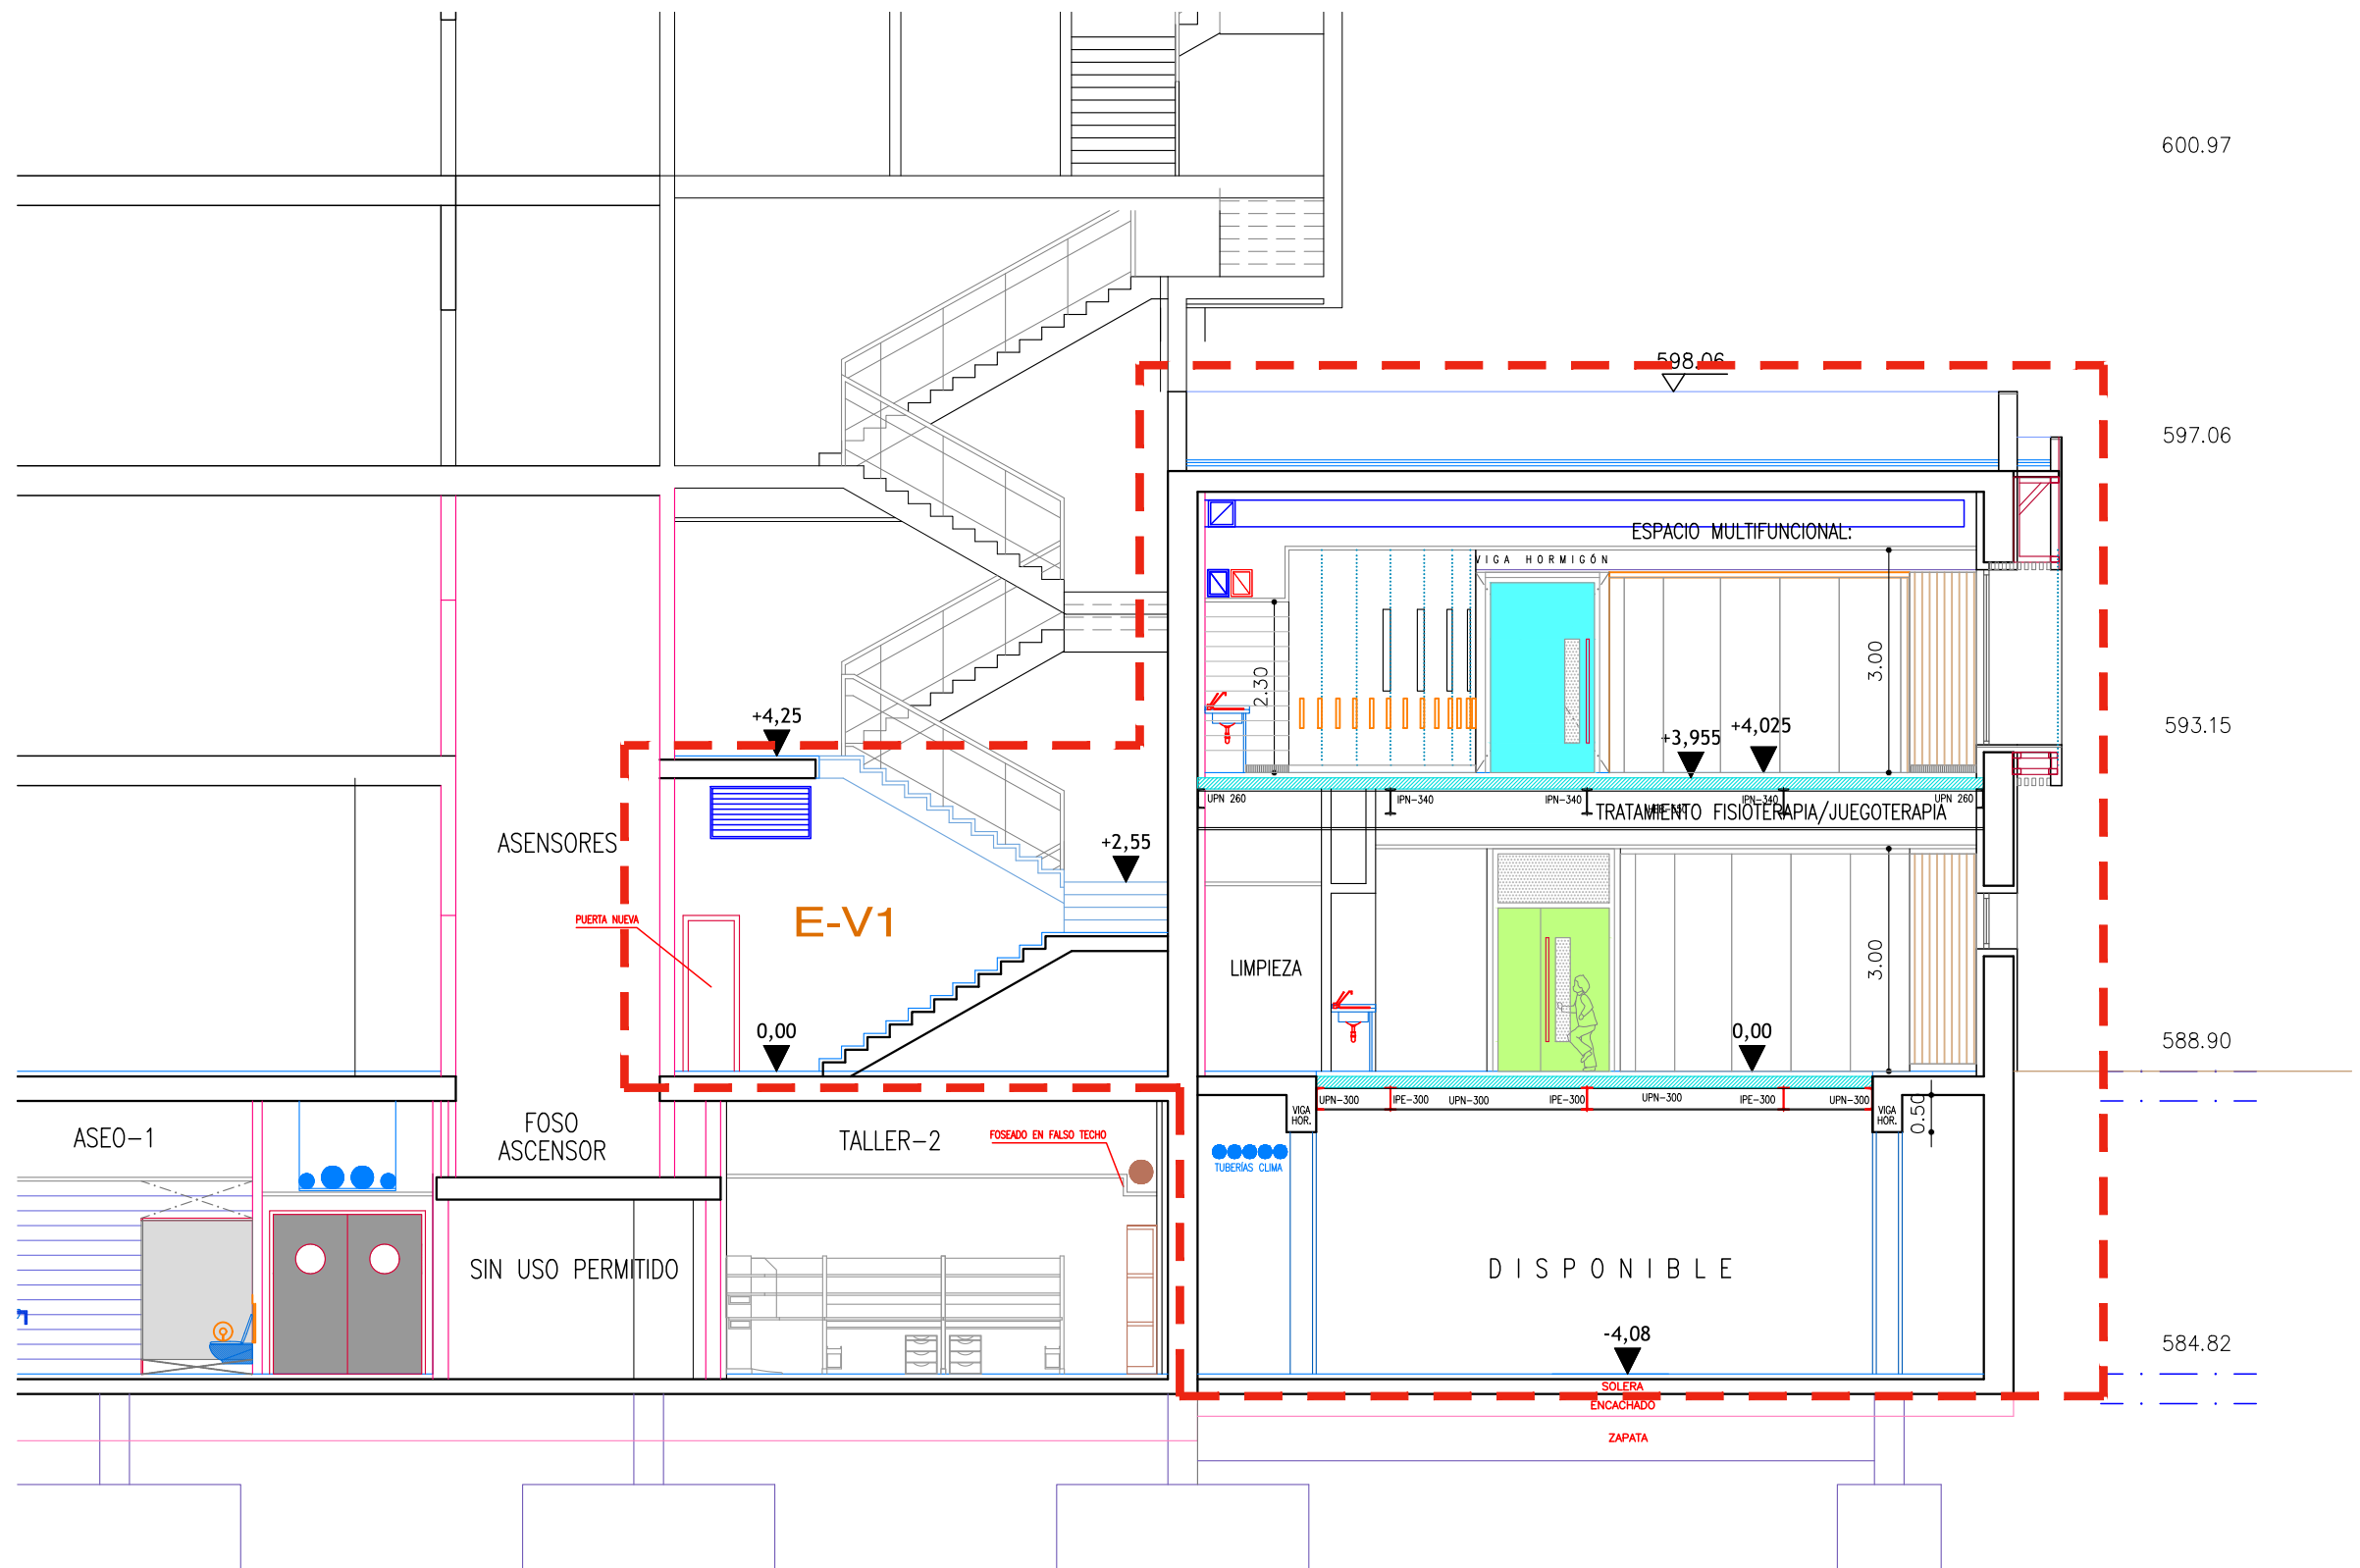 600.97
598.06
597.06
ESPACIO MULTIFUNCIONAL:
VIGA HORMIGÓN
3.00
2.30
+4,25
+3,955
+4,025
593.15
UPN 260
IPN-340
IPN-340
IPN-340
UPN 260
TRATAMIENTO FISIOTERAPIA/JUEGOTERAPIA
ASENSORES
+2,55
PUERTA NUEVA
E-V1
LIMPIEZA
3.00
0,00
0,00
588.90
UPN-300
IPE-300
UPN-300
IPE-300
UPN-300
IPE-300
UPN-300
VIGA
HOR.
VIGA
HOR.
0.50
ASEO-1
FOSO
ASCENSOR
TALLER-2
FOSEADO EN FALSO TECHO
TUBERÍAS CLIMA
SIN USO PERMITIDO
DISPONIBLE
-4,08
584.82
SOLERA
ENCACHADO
ZAPATA